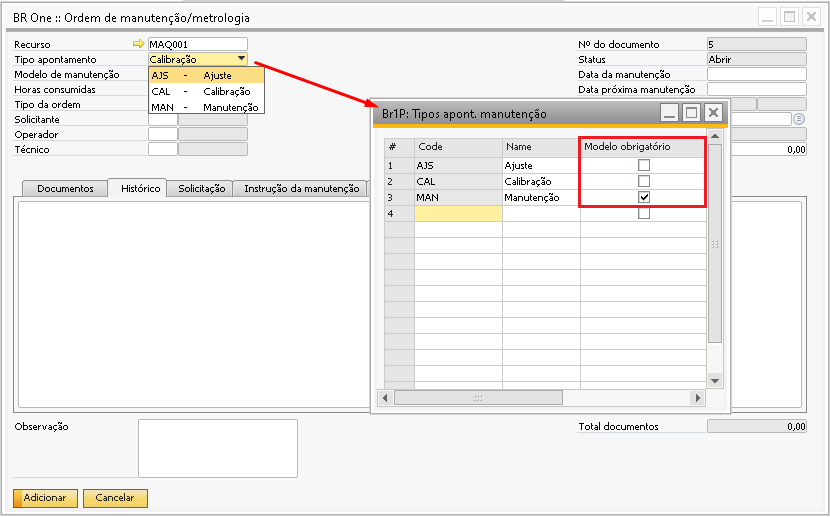 BR One :: Ordem de manutenção/metrologia
Recurso MAQ001 Nº do documento 5
Tipo apontamento Calibração Status Abrir
Modelo de manutenção Data da manutenção
Horas consumidas Data próxima manutenção
Tipo da ordem
Solicitante
Operador
Técnico 0,00
AJS - Ajuste
CAL - Calibração
MAN - Manutenção
Br1P: Tipos apont. manutenção
# Code Name Modelo obrigatório
1 AJS Ajuste
2 CAL Calibração
3 MAN Manutenção
4
Documentos Histórico Solicitação Instrução da manutenção
Observação Total documentos 0,00
Adicionar Cancelar